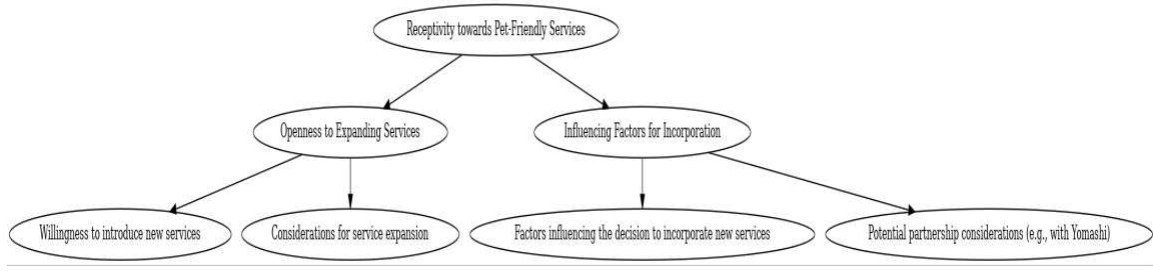 Receptivity towards Pet-Friendly Services
Openness to Expanding Services
Influencing Factors for Incorporation
Willingness to introduce new services
Considerations for service expansion
Factors influencing the decision to incorporate new services
Potential partnership considerations (e.g., with Yomashi)